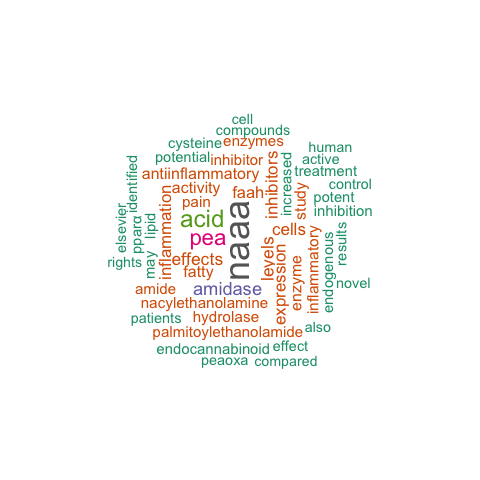 cell
compounds
cysteine
enzymes
human
potential
inhibitor
active
antiinflammatory
treatment
identified
activity
faah
inhibitors
increased
study
control
pain
potent
acid
naaa
inhibition
elsevier
pparα
lipid
inflammation
pea
cells
results
rights
may
effects
levels
expression
enzyme
inflammatory
endogenous
fatty
amide
amidase
novel
nacylethanolamine
patients
hydrolase
also
palmitoylethanolamide
endocannabinoid
effect
peaoxa
compared